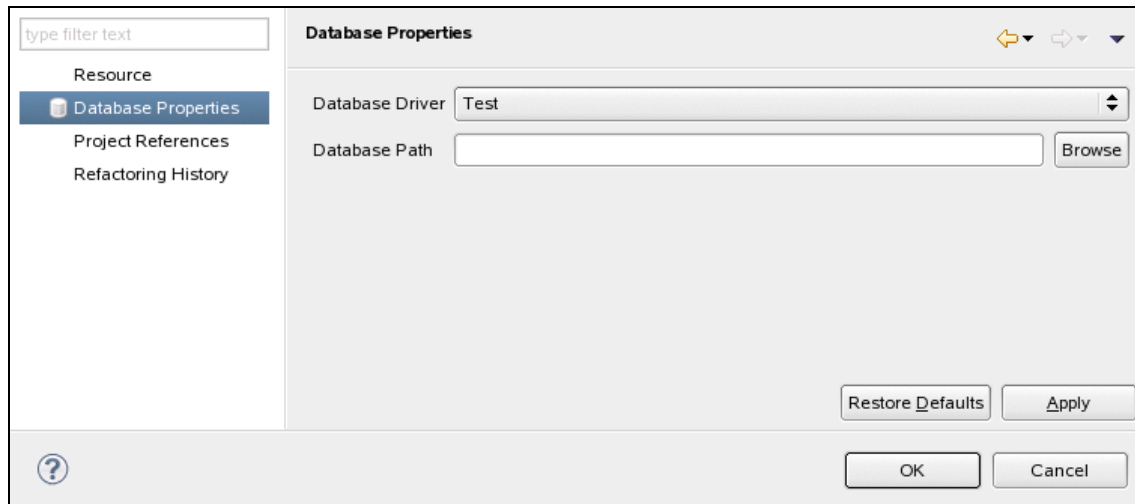 type filter text
Resource
Database Properties
Project References
Refactoring History
Database Properties
Database Driver Test
Database Path Browse
Restore Defaults Apply
? OK Cancel